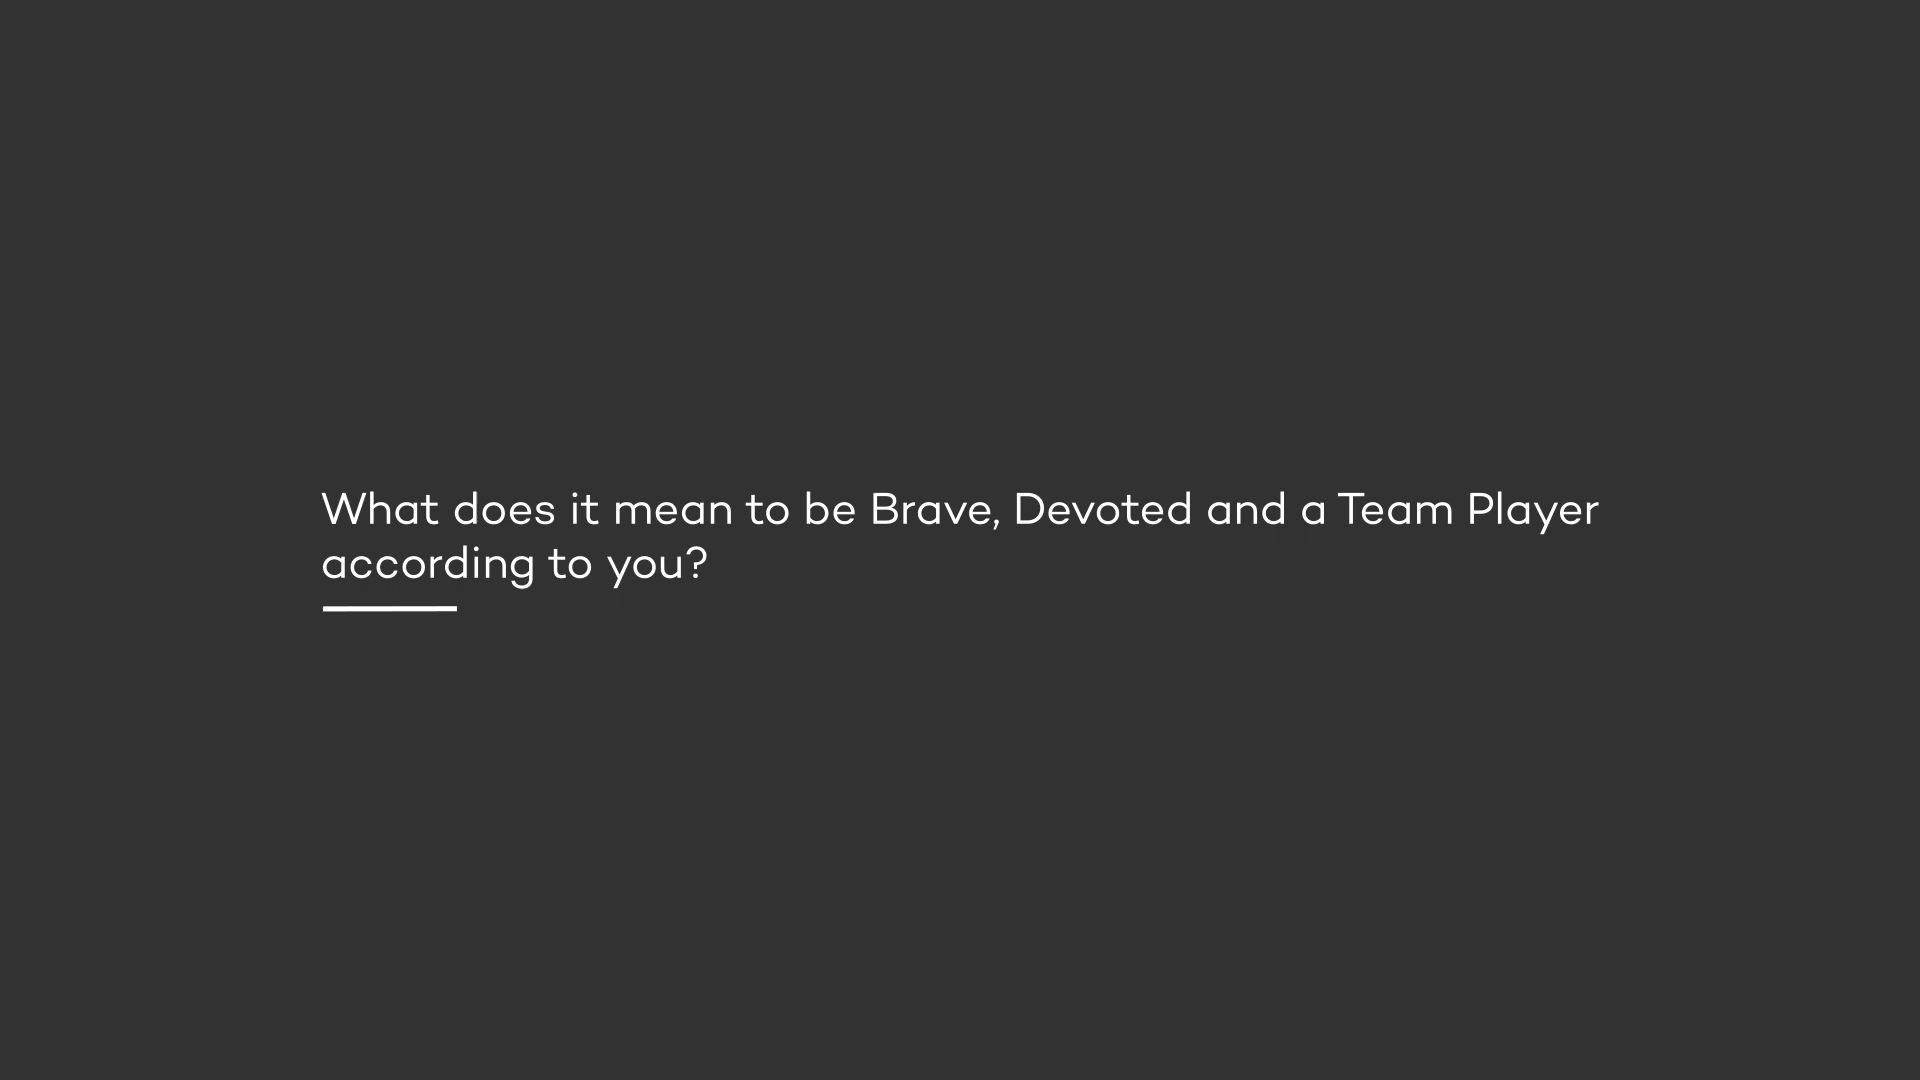 What does it mean to be Brave, Devoted and a Team Player
according to you?